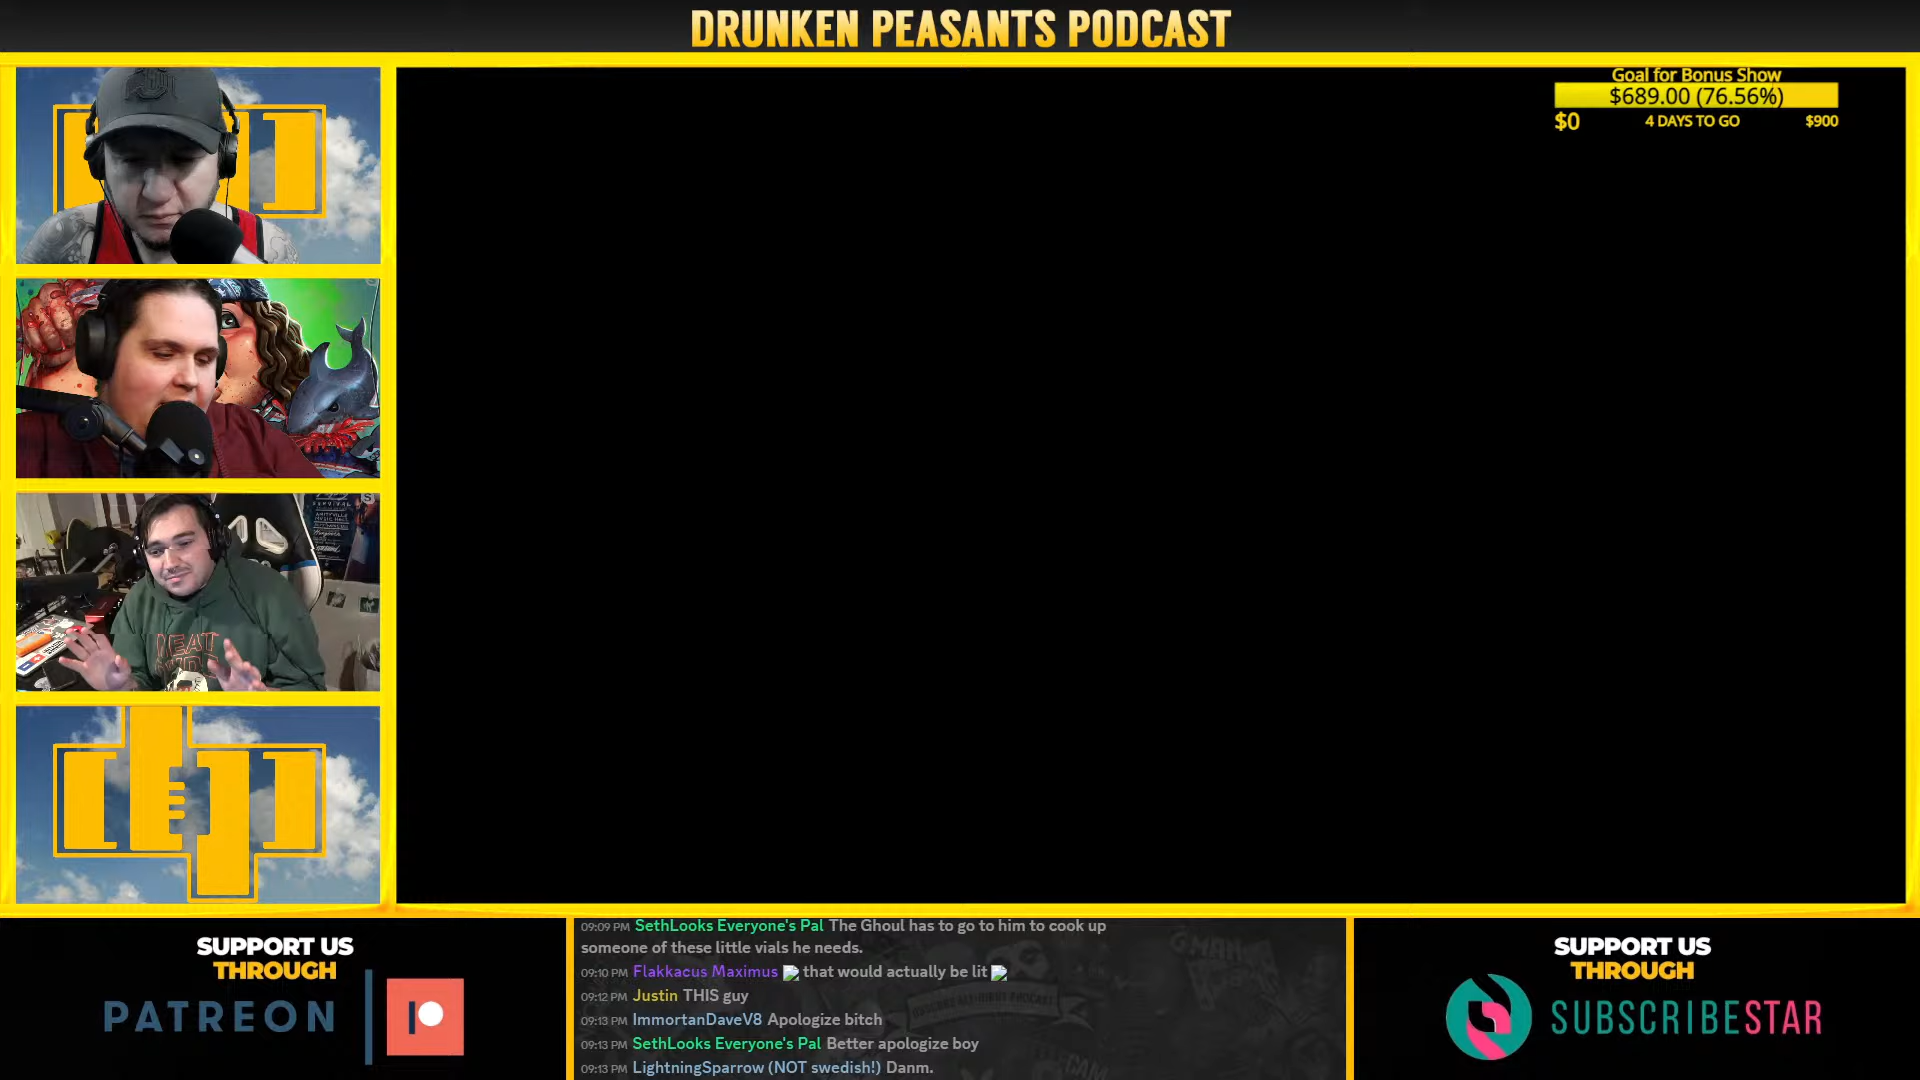 DRUNKEN PEASANTS PODCAST
Goal for Bonus Show
$689.00 (76.56%)
$0 4 DAYS TO GO $900
SUPPORT US
THROUGH
PATREON
09:09 PM SethLooks Everyone's Pal The Ghoul has to go to him to cook up
someone of these little vials he needs.
09:10 PM Flakkacus Maximus that would actually be lit
09:12 PM Justin THIS guy
09:13 PM ImmortanDaveV8 Apologize bitch
09:13 PM SethLooks Everyone's Pal Better apologize boy
09:13 PM LightningSparrow (NOT swedish!) Danm.
SUPPORT US
THROUGH
SUBSCRIBESTAR